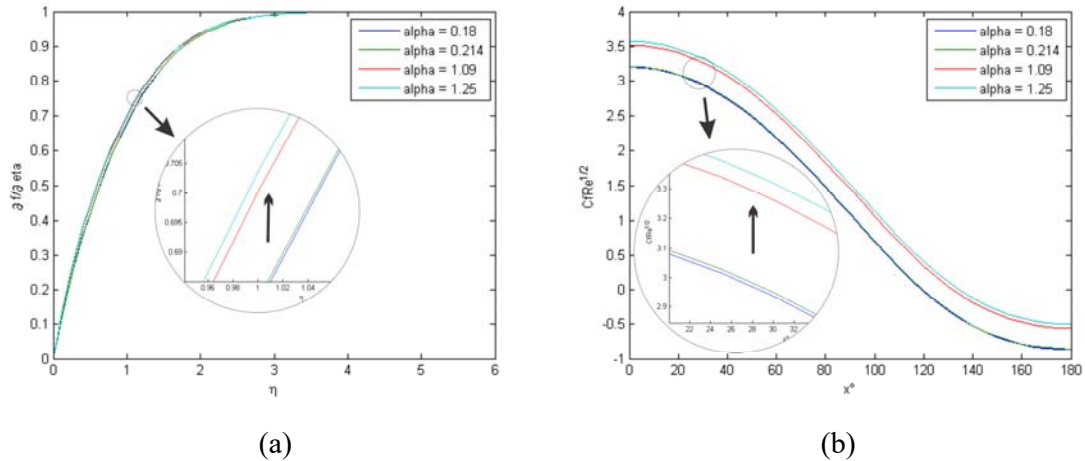 1
0.9
0.8
0.7
0.6
0.5
0.4
0.3
0.2
0.1
0
∂ f/∂ eta
0 1 2 3 4 5 6
η
alpha = 0.18
alpha = 0.214
alpha = 1.09
alpha = 1.25
0.705
0.7
0.695
0.69
0.96 0.98 1 1.02 1.04
η
(a)
4
3.5
3
2.5
2
1.5
1
0
-0.5
-1
CfRe1/2
0 20 40 60 80 100 120 140 160 180
x°
alpha = 0.18
alpha = 0.214
alpha = 1.09
alpha = 1.25
3.3
3.2
3.1
3
2.9
CfRe1/2
22 24 26 28 30 32
(b)